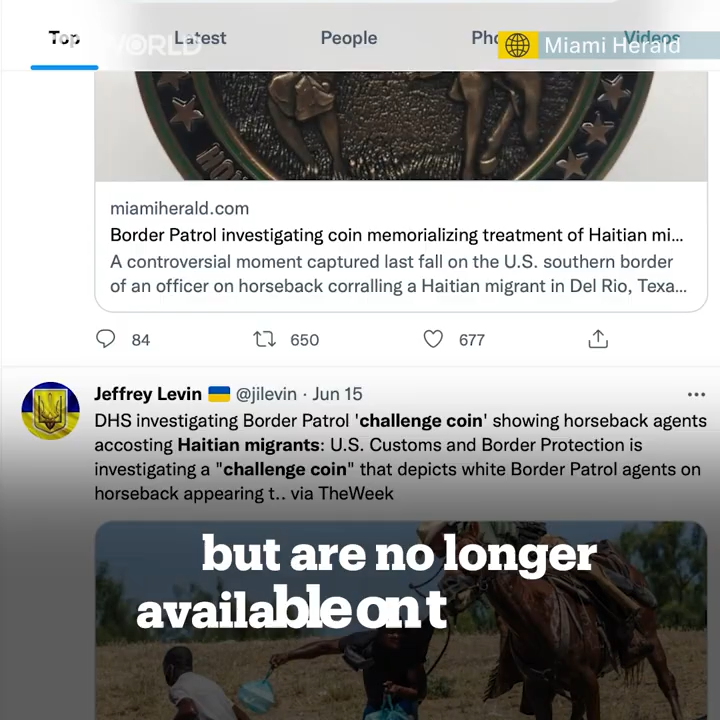 Top
Latest
People
Videos
WORLD
Miami Herald
miamiherald.com
Border Patrol investigating coin memorializing treatment of Haitian mi...
A controversial moment captured last fall on the U.S. southern border
of an officer on horseback corralling a Haitian migrant in Del Rio, Texa...
84
650
677
Jeffrey Levin @jilevin · Jun 15
DHS investigating Border Patrol 'challenge coin' showing horseback agents
accosting Haitian migrants: U.S. Customs and Border Protection is
investigating a "challenge coin" that depicts white Border Patrol agents on
horseback appearing t.. via TheWeek
but are no longer
available on t